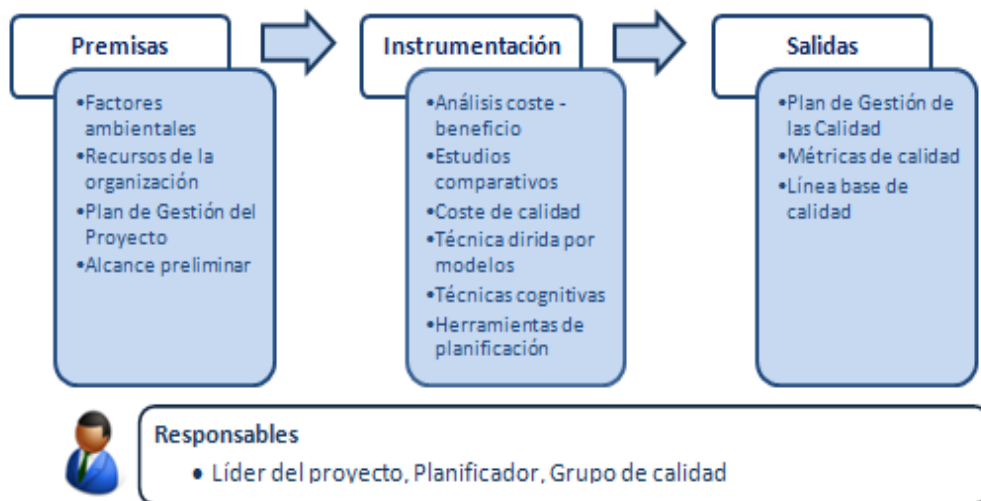 Premisas
•Factores
ambientales
•Recursos de la
organización
•Plan de Gestión del
Proyecto
•Alcance preliminar
Instrumentación
•Análisis coste -
beneficio
•Estudios
comparativos
•Coste de calidad
•Técnica dirida por
modelos
•Técnicas cognitivas
•Herramientas de
planificación
Salidas
•Plan de Gestión de
las Calidad
•Métricas de calidad
•Línea base de
calidad
Responsables
• Líder del proyecto, Planificador, Grupo de calidad